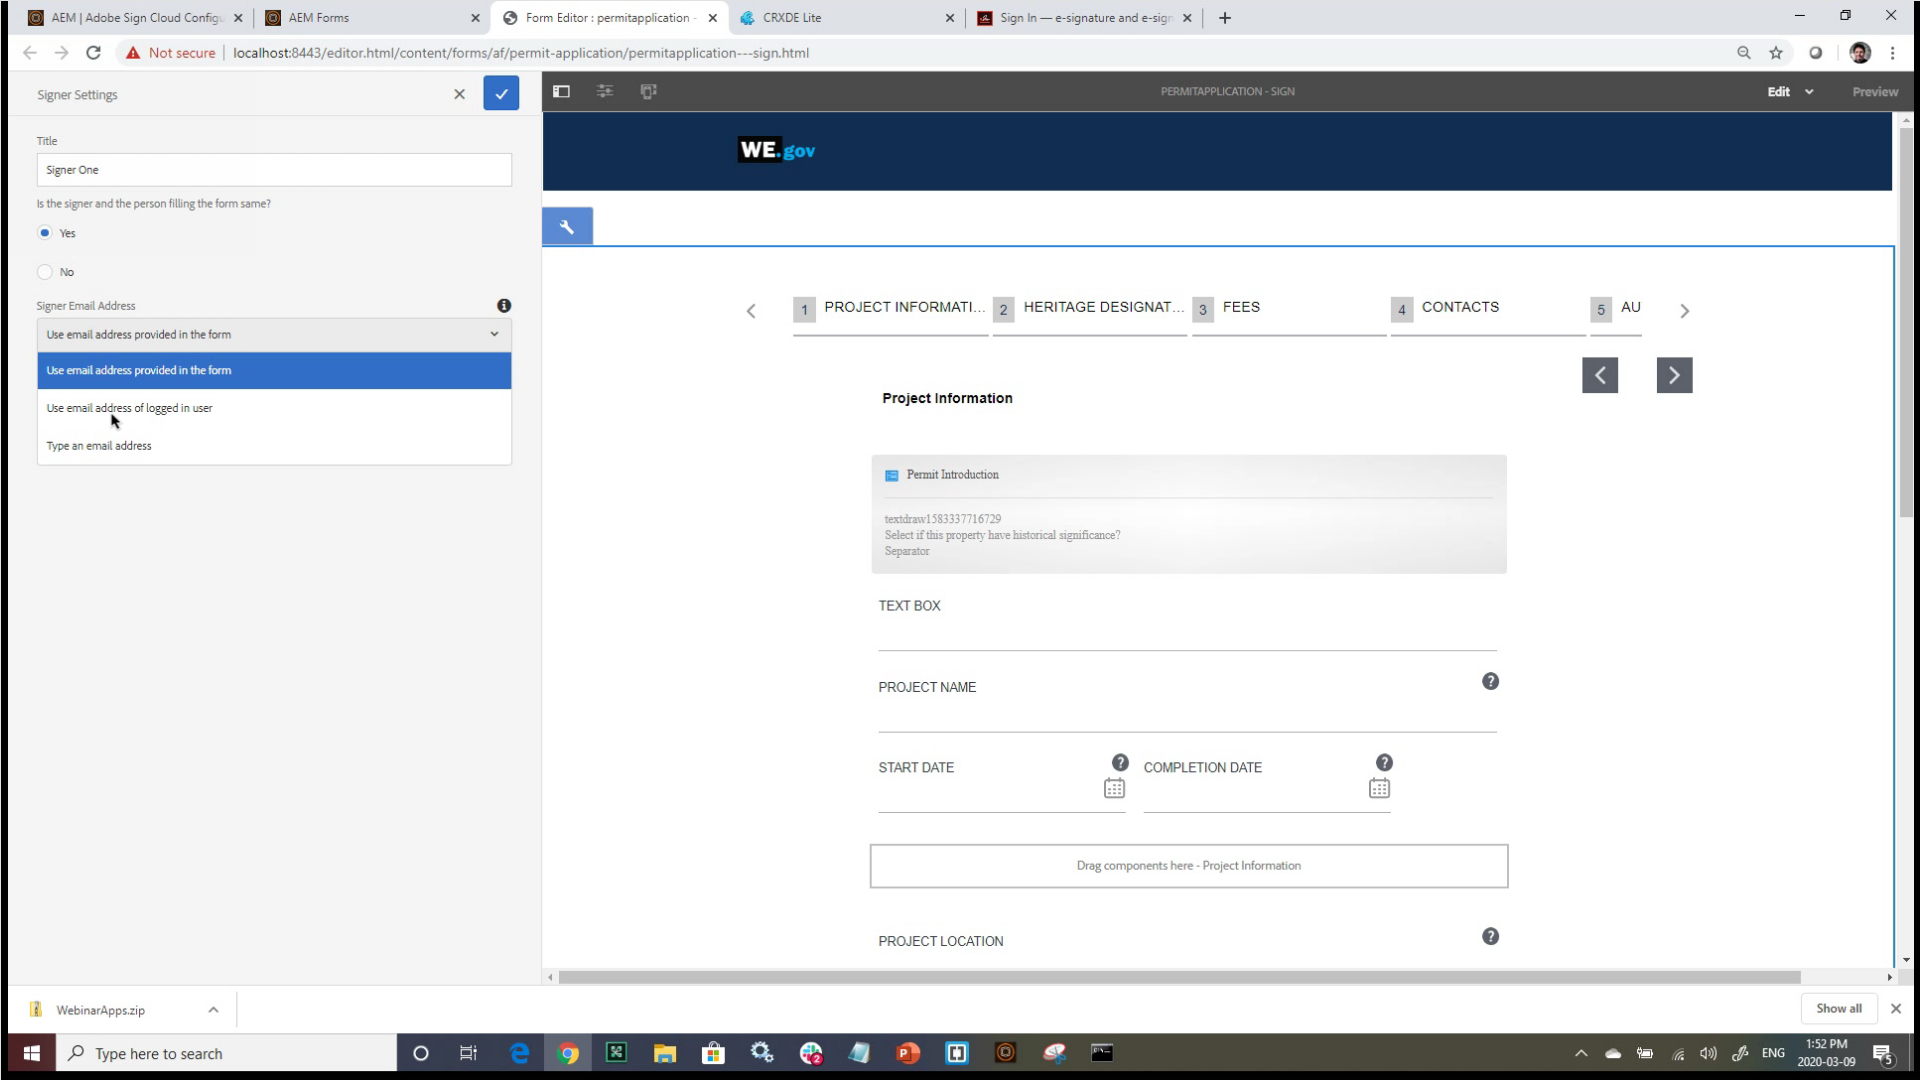 AEM | Adobe Sign Cloud Configu
AEM Forms
Form Editor : permitapplication -
CRXDE Lite
Sign In — e-signature and e-sign
Not secure
localhost:8443/editor.html/content/forms/af/permit-application/permitapplication---sign.html
Signer Settings
PERMITAPPLICATION - SIGN
Edit
Preview
Title
Signer One
Is the signer and the person filling the form same?
Yes
No
Signer Email Address
Use email address provided in the form
Use email address provided in the form
Use email address of logged in user
Type an email address
WE.gov
1 PROJECT INFORMATI...
2 HERITAGE DESIGNAT...
3 FEES
4 CONTACTS
5 AU
Project Information
Permit Introduction
textdraw1583337716729
Select if this property have historical significance?
Separator
TEXT BOX
PROJECT NAME
START DATE
COMPLETION DATE
Drag components here - Project Information
PROJECT LOCATION
WebinarApps.zip
Show all
Type here to search
2
ENG
1:52 PM
2020-03-09
5